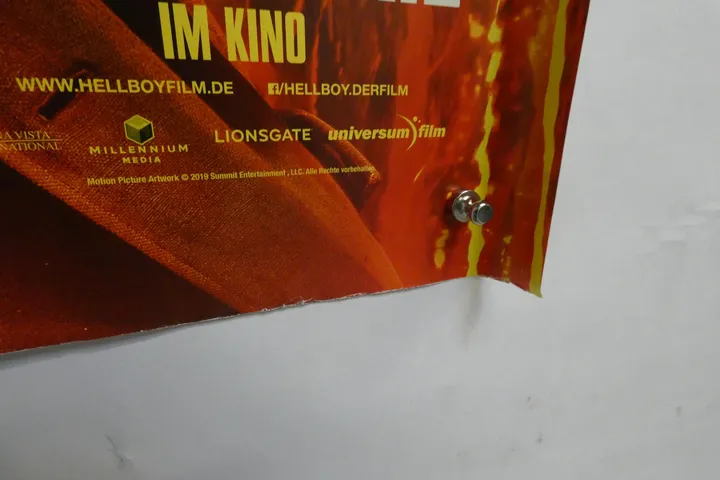 IM KINO
WWW.HELLBOYFILM.DE
f/HELLBOY.DERFILM
VISTA
MILLENNIUM
MEDIA
LIONSGATE
universum film
Motion Picture Artwork © 2019 Summit Entertainment , LLC. Alle Rechte vorbehalten.